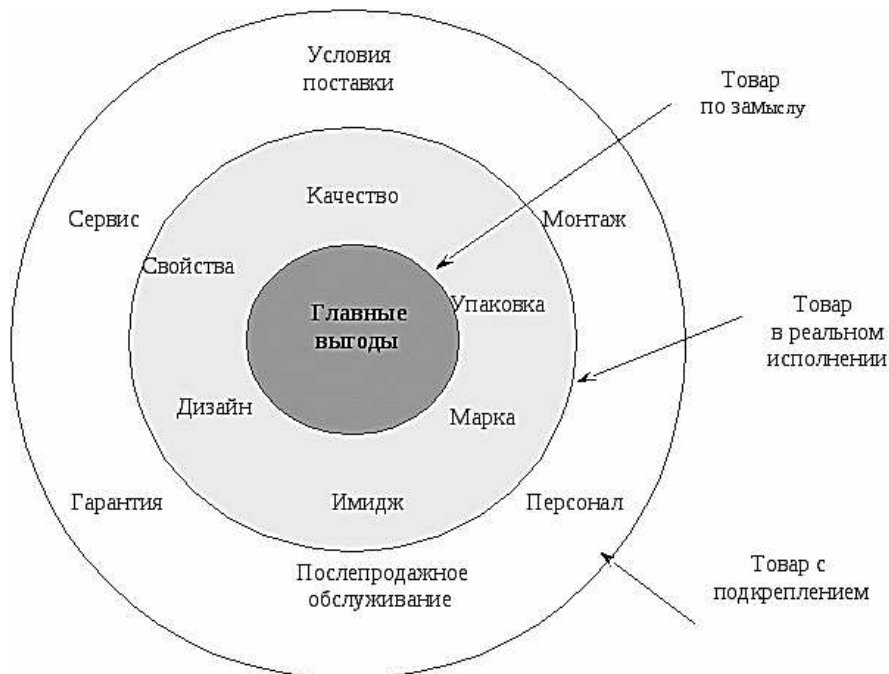 Условия
поставки
Товар
по замыслу
Качество
Сервис
Монтаж
Свойства
Упаковка
Главные
выгоды
Товар
в реальном
исполнении
Дизайн
Марка
Гарантия
Имидж
Персонал
Послепродажное
обслуживание
Товар с
подкреплением